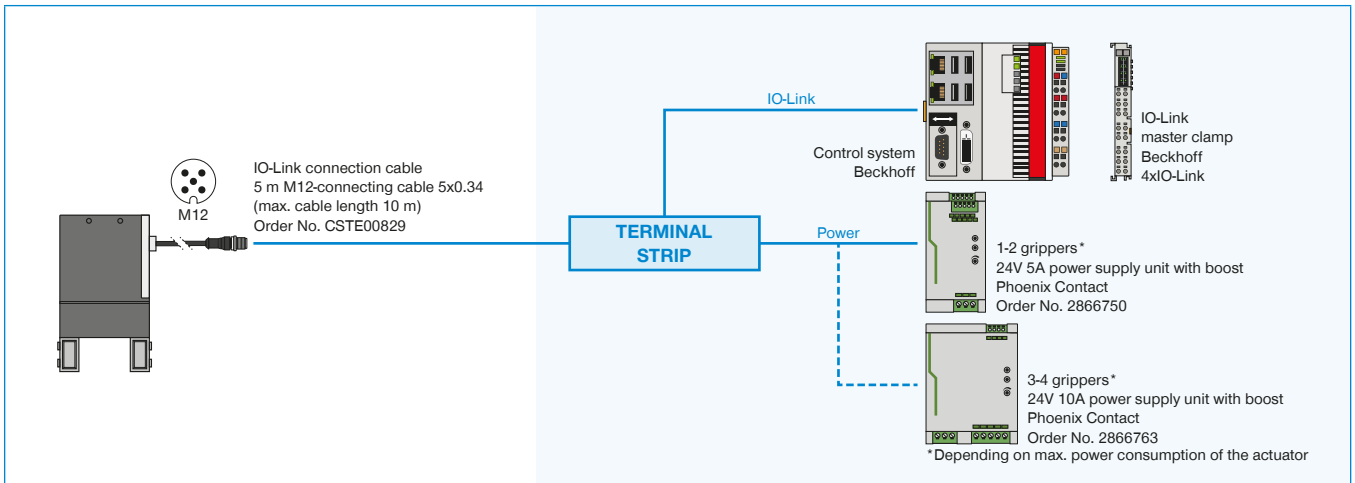 M12
IO-Link connection cable
5 m M12-connecting cable 5x0.34
(max. cable length 10 m)
Order No. CSTE00829
TERMINAL
STRIP
IO-Link
Control system
Beckhoff
IO-Link
master clamp
Beckhoff
4xIO-Link
Power
1-2 grippers*
24V 5A power supply unit with boost
Phoenix Contact
Order No. 2866750
3-4 grippers*
24V 10A power supply unit with boost
Phoenix Contact
Order No. 2866763
*Depending on max. power consumption of the actuator